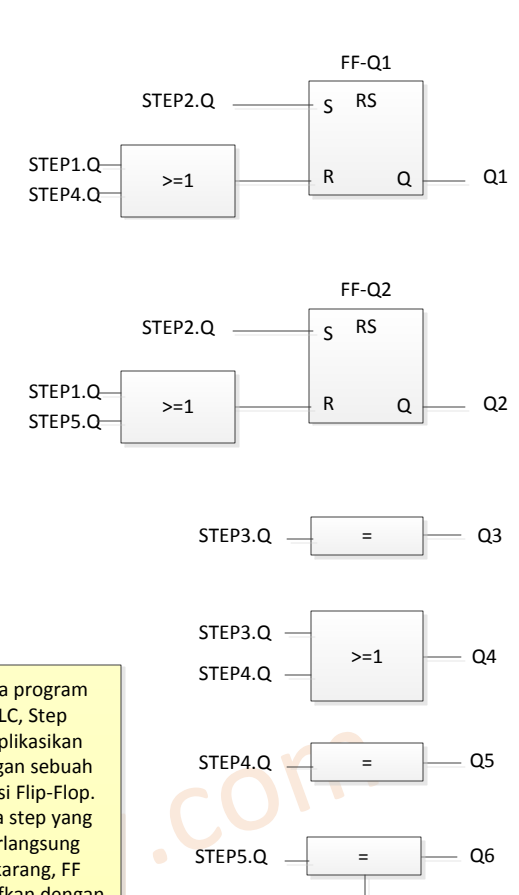 FF-Q1
STEP2.Q
S RS
STEP1.Q
STEP4.Q
>=1
R Q
Q1
FF-Q2
STEP2.Q
S RS
STEP1.Q
STEP5.Q
>=1
R Q
Q2
STEP3.Q = Q3
STEP3.Q
STEP4.Q
>=1
Q4
STEP4.Q = Q5
STEP5.Q = Q6
a program
LC, Step
plikasikan
gan sebuah
si Flip-Flop.
a step yang
rlangsung
karang, FF
fkan dengan
.com